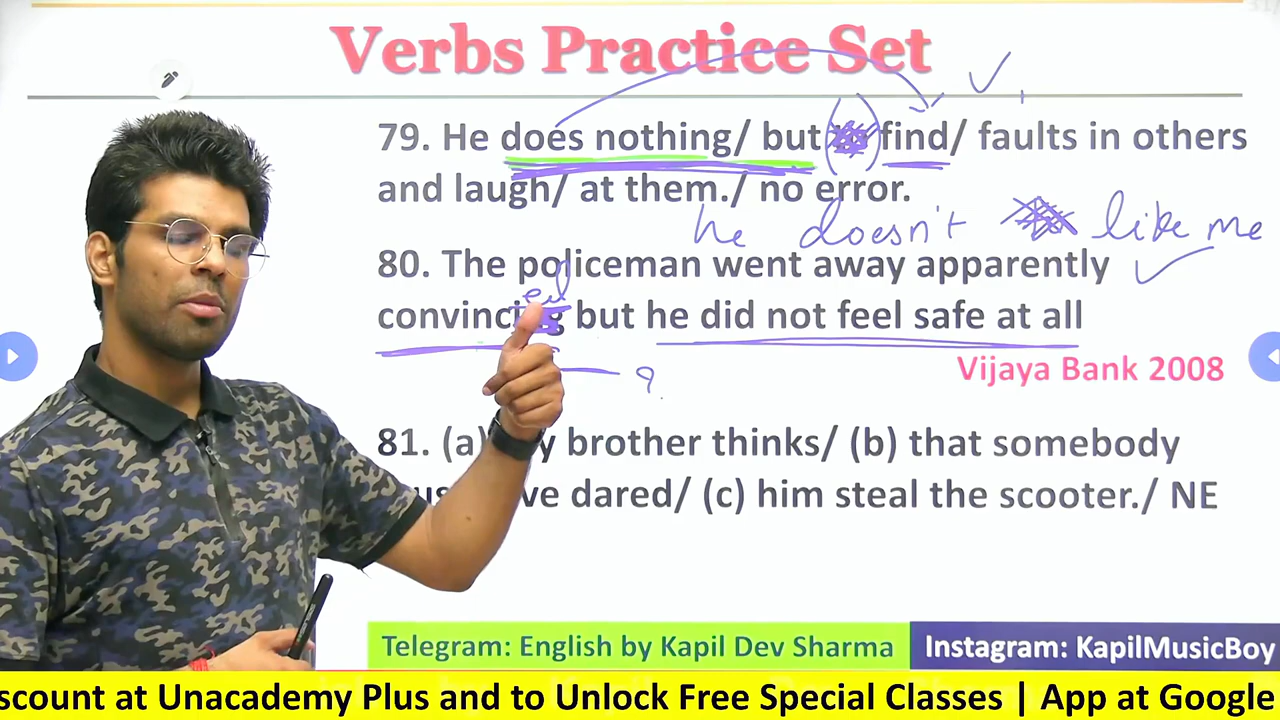 Verbs Practice Set
79. He does nothing/ but find/ faults in others
and laugh/ at them./ no error.
he doesn't like me
80. The policeman went away apparently
ed
convincing but he did not feel safe at all
Vijaya Bank 2008
81. (a) brother thinks/ (b) that somebody
dared/ (c) him steal the scooter./ NE
Telegram: English by Kapil Dev Sharma
Instagram: KapilMusicBoy
scount at Unacademy Plus and to Unlock Free Special Classes | App at Google